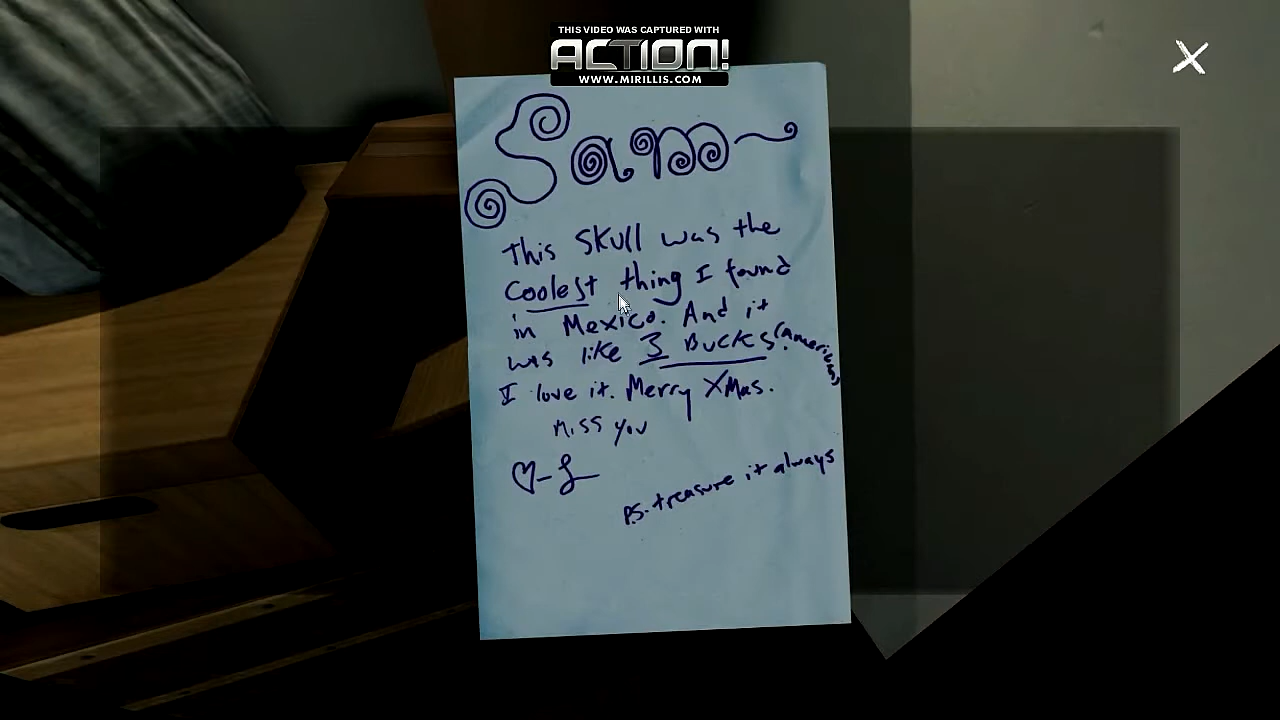 THIS VIDEO WAS CAPTURED WITH
ACTION!
WWW.MIRILLIS.COM
Sam
This SKull was the
Coolest thing I found
in Mexico. And it
was like 3 BucKs. (American)
I love it. Merry XMas.
Miss you
♡-L
P.S. treasure it always